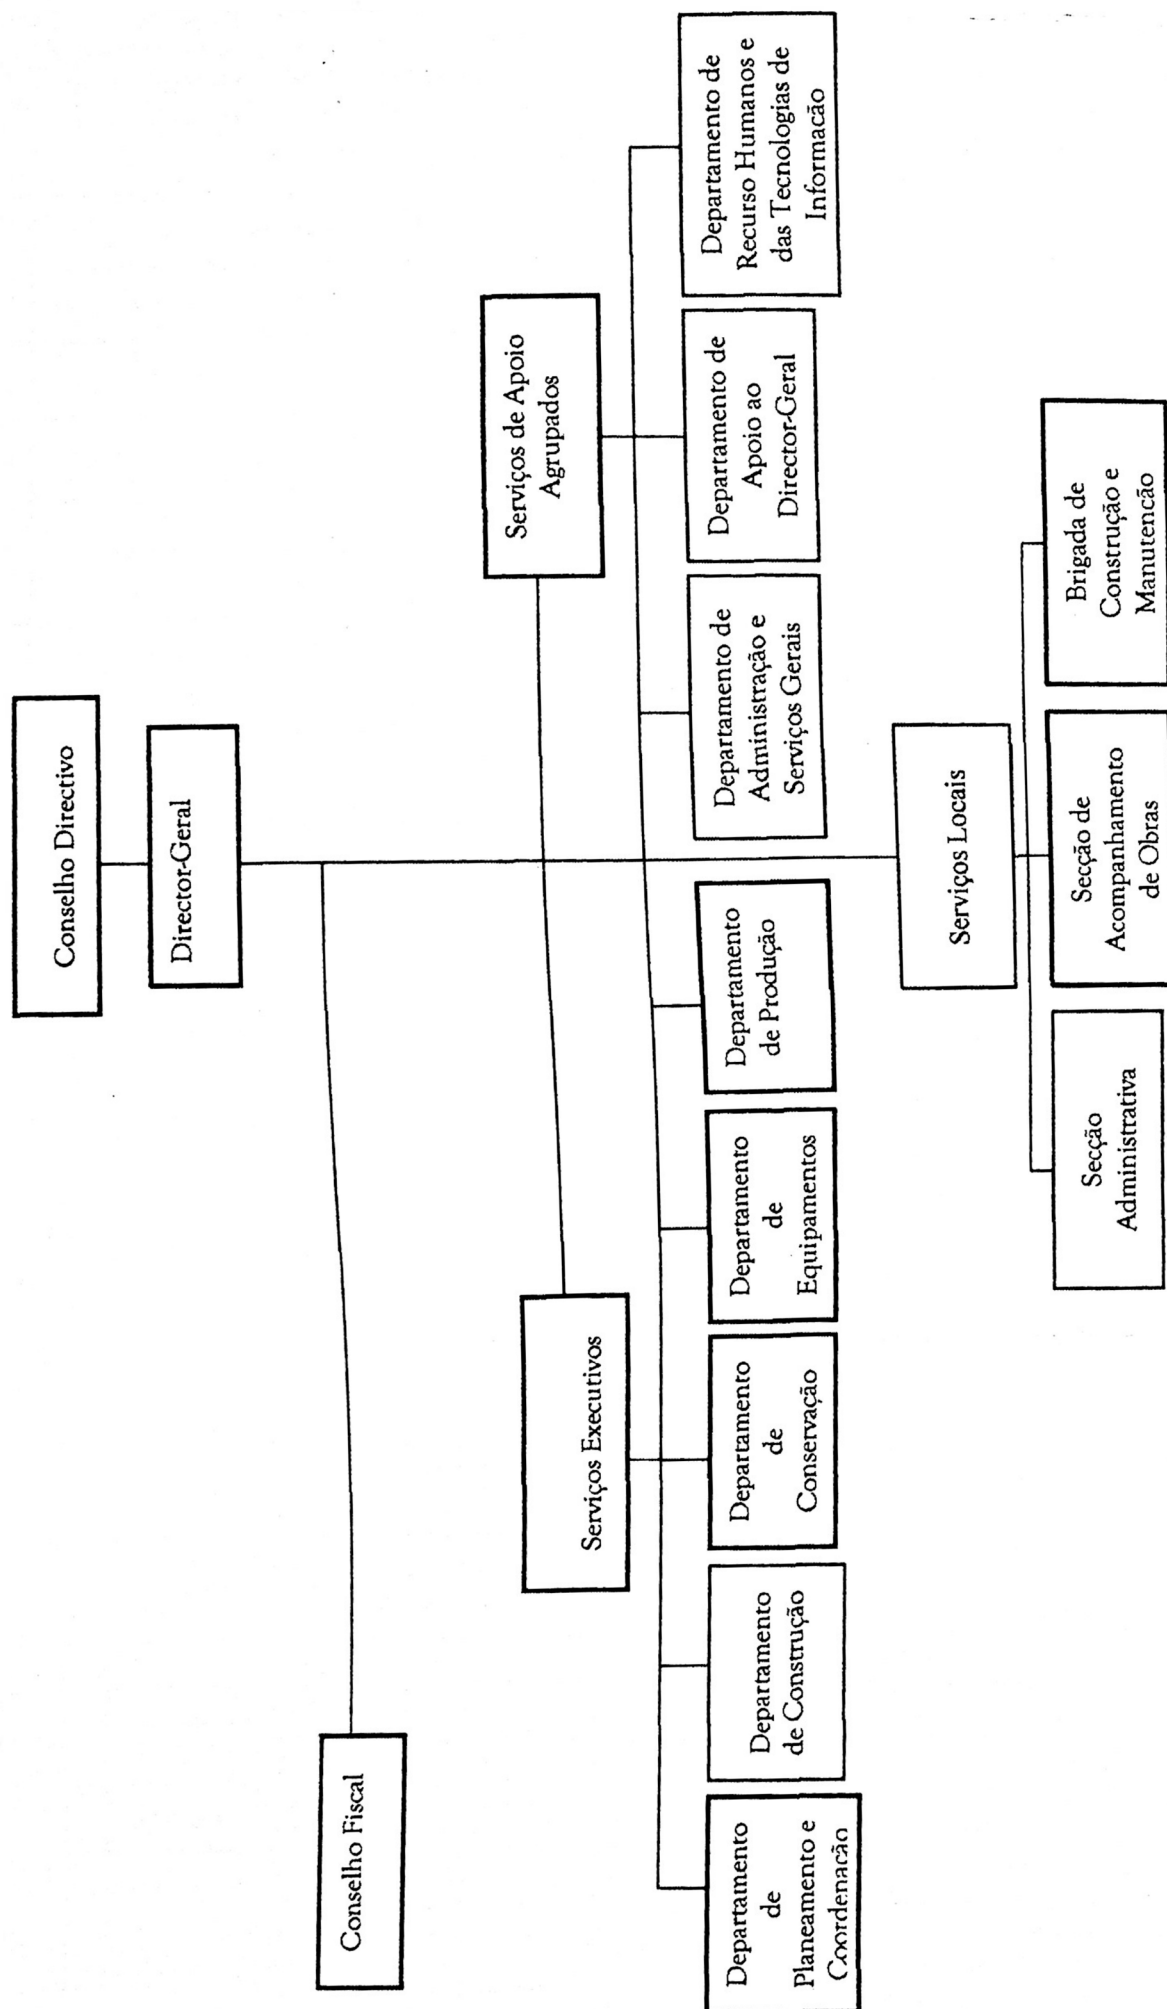 Conselho Directivo
Director-Geral
Conselho Fiscal
Serviços Executivos
Serviços de Apoio
Agrupados
Departamento
de
Planeamento e
Coordenacão
Departamento
de Construção
Departamento
de
Conservação
Departamento
de
Equipamentos
Departamento
de Produção
Departamento de
Administração e
Serviços Gerais
Departamento de
Apoio ao
Director-Geral
Departamento de
Recurso Humanos e
das Tecnologias de
Informacão
Serviços Locais
Secção
Administrativa
Secção de
Acompanhamento
de Obras
Brigada de
Construção e
Manutencão